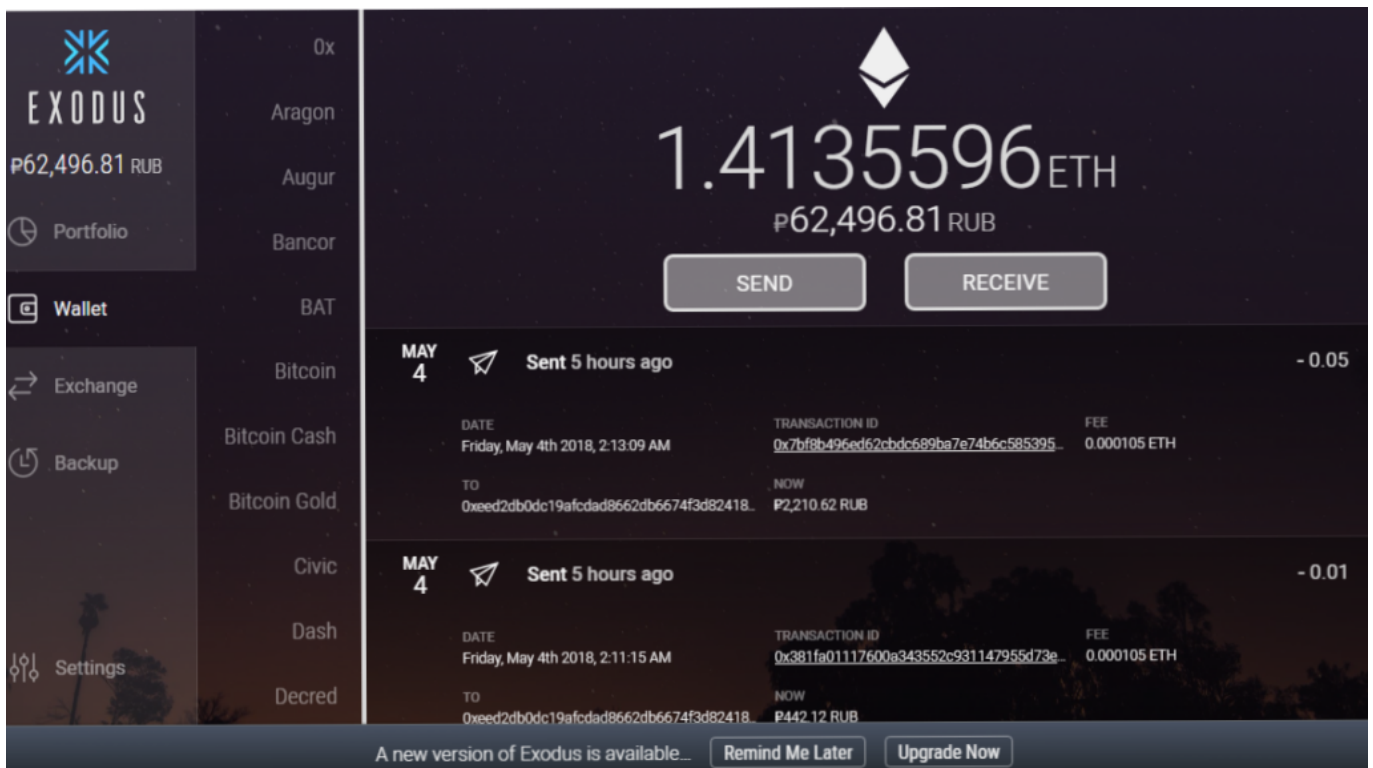 EXODUS
₽62,496.81 RUB
Portfolio
Wallet
Exchange
Backup
Settings
0x
Aragon
Augur
Bancor
BAT
Bitcoin
Bitcoin Cash
Bitcoin Gold
Civic
Dash
Decred
1.4135596 ETH
₽62,496.81 RUB
SEND RECEIVE
MAY
4
Sent 5 hours ago - 0.05
DATE TRANSACTION ID FEE
Friday, May 4th 2018, 2:13:09 AM 0x7bf8b496ed62cbdc689ba7e74b6c585395... 0.000105 ETH
TO NOW
0xeed2db0dc19afcdad8662db6674f3d82418... ₽2,210.62 RUB
MAY
4
Sent 5 hours ago - 0.01
DATE TRANSACTION ID FEE
Friday, May 4th 2018, 2:11:15 AM 0x381fa01117600a343552c931147955d73e... 0.000105 ETH
TO NOW
0xeed2db0dc19afcdad8662db6674f3d82418... ₽442.12 RUB
A new version of Exodus is available... Remind Me Later Upgrade Now